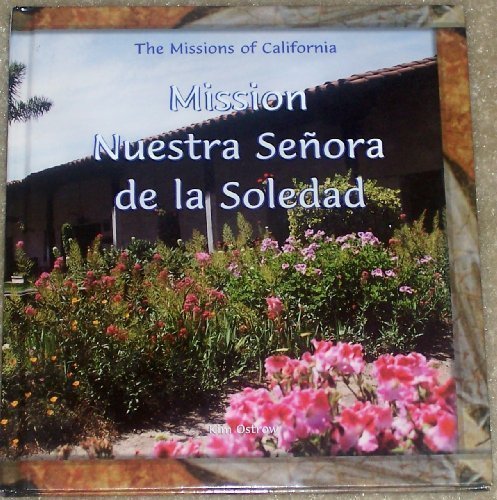 The Missions of California
Mission
Nuestra Señora
de la Soledad
Kim Ostrow